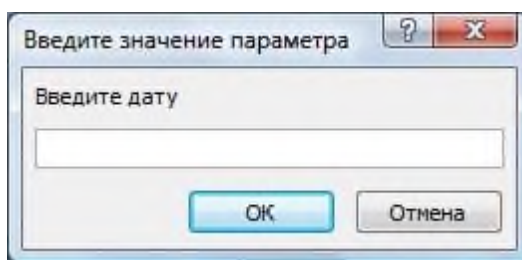 Введите значение параметра
Введите дату
ОК
Отмена